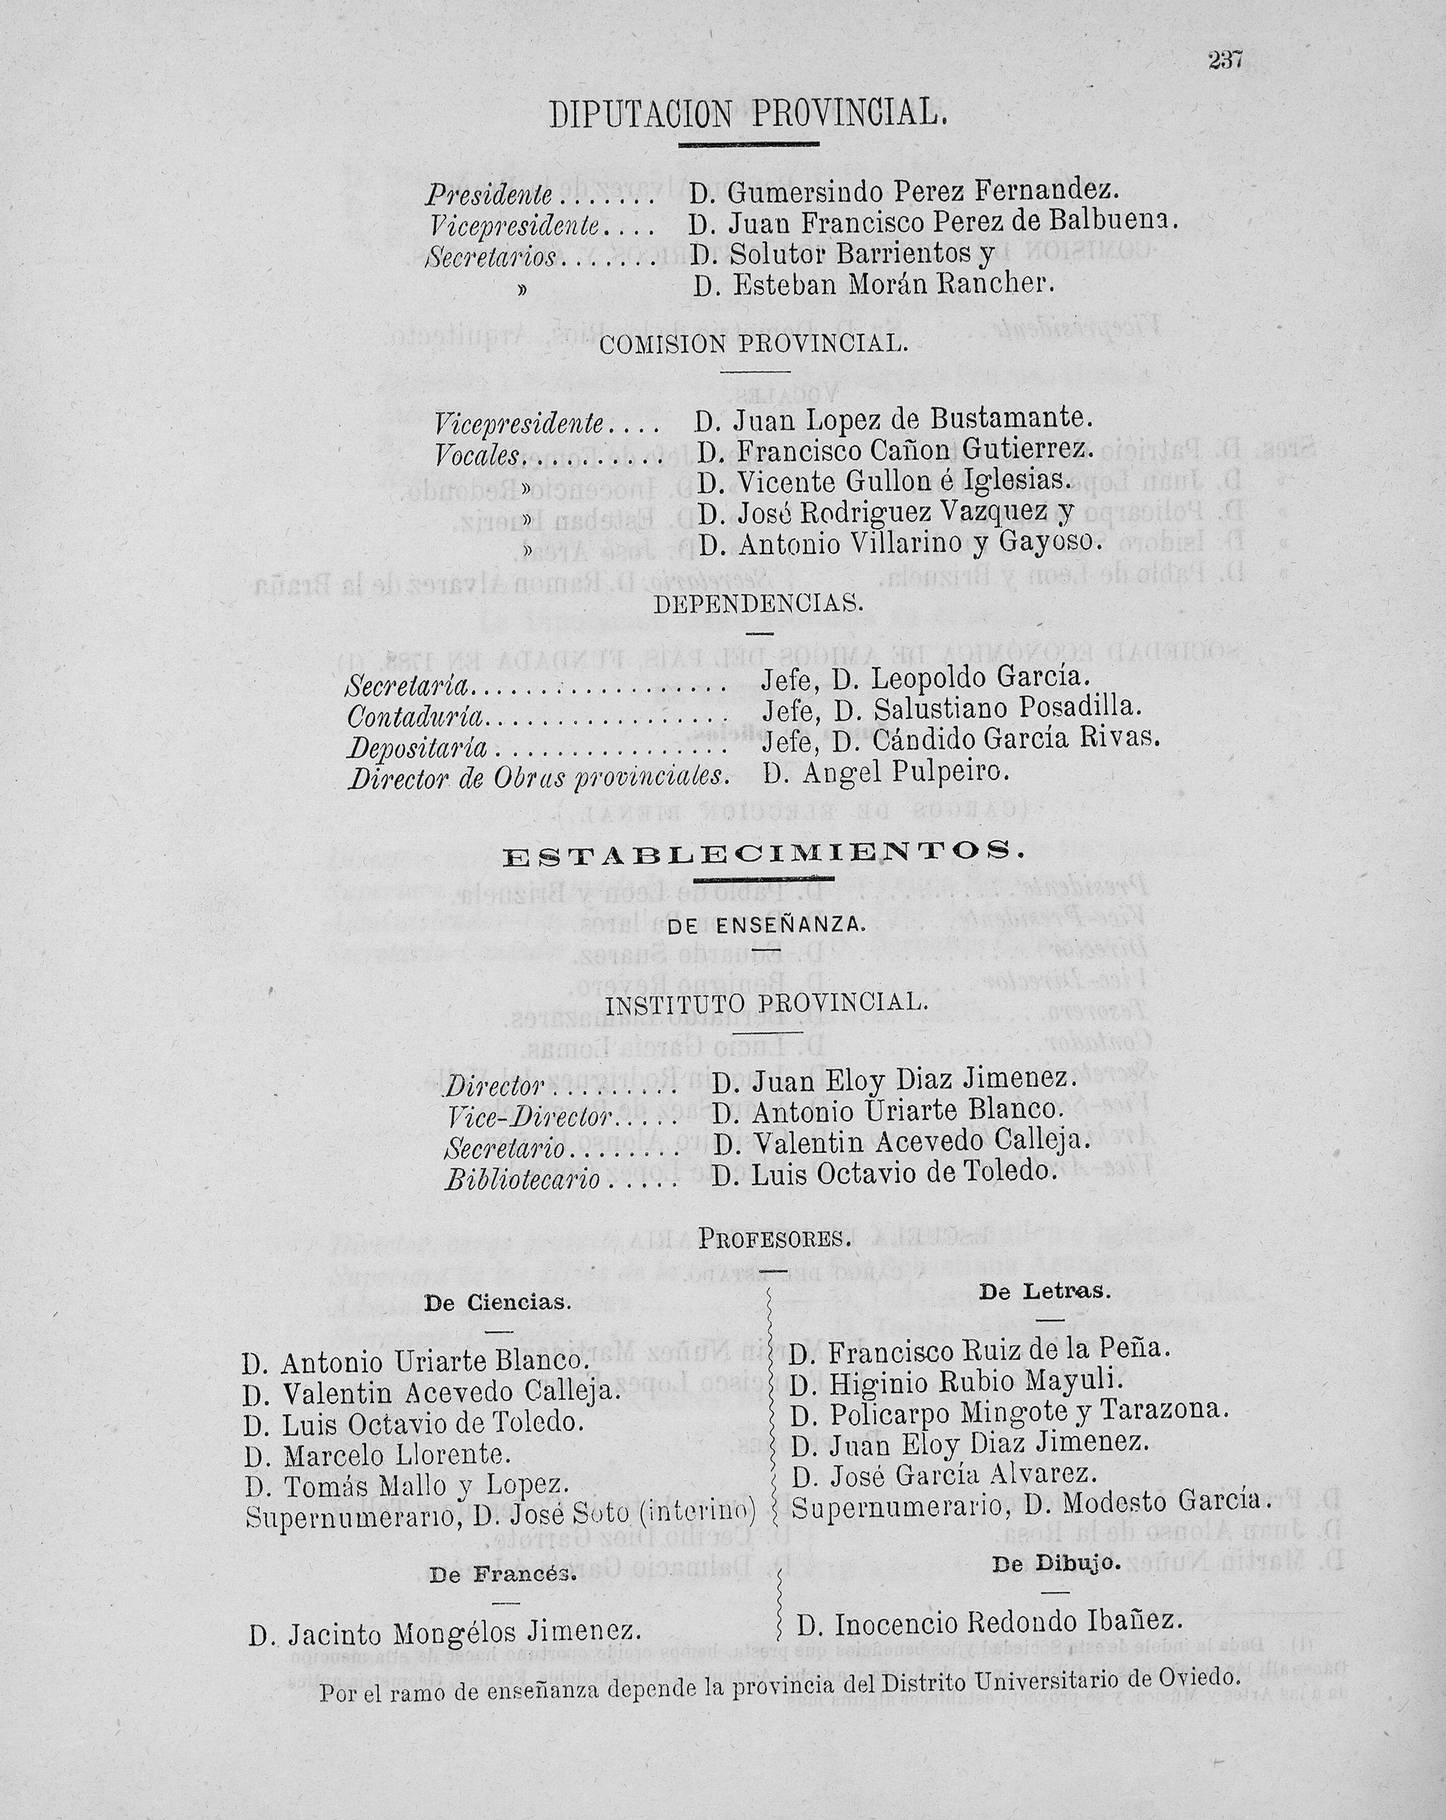 237
DIPUTACION PROVINCIAL.
Presidente ....... D. Gumersindo Perez Fernandez.
Vicepresidente.... D. Juan Francisco Perez de Balbuena.
Secretarios....... D. Solutor Barrientos y
» D. Esteban Morán Rancher.
COMISION PROVINCIAL.
Vicepresidente.... D. Juan Lopez de Bustamante.
Vocales.......... D. Francisco Cañon Gutierrez.
» D. Vicente Gullon é Iglesias.
» D. José Rodriguez Vazquez y
» D. Antonio Villarino y Gayoso.
DEPENDENCIAS.
Secretaría................... Jefe, D. Leopoldo García.
Contaduría.................. Jefe, D. Salustiano Posadilla.
Depositaría ................ Jefe, D. Cándido García Rivas.
Director de Obras provinciales. D. Angel Pulpeiro.
ESTABLECIMIENTOS.
DE ENSEÑANZA.
INSTITUTO PROVINCIAL.
Director ......... D. Juan Eloy Diaz Jimenez.
Vice-Director..... D. Antonio Uriarte Blanco.
Secretario........ D. Valentin Acevedo Calleja.
Bibliotecario ..... D. Luis Octavio de Toledo.
PROFESORES.
De Ciencias.
D. Antonio Uriarte Blanco.
D. Valentin Acevedo Calleja.
D. Luis Octavio de Toledo.
D. Marcelo Llorente.
D. Tomás Mallo y Lopez.
Supernumerario, D. José Soto (interino)
De Letras.
D. Francisco Ruiz de la Peña.
D. Higinio Rubio Mayuli.
D. Policarpo Mingote y Tarazona.
D. Juan Eloy Diaz Jimenez.
D. José García Alvarez.
Supernumerario, D. Modesto García.
De Francés.
D. Jacinto Mongélos Jimenez.
De Dibujo.
D. Inocencio Redondo Ibañez.
Por el ramo de enseñanza depende la provincia del Distrito Universitario de Oviedo.